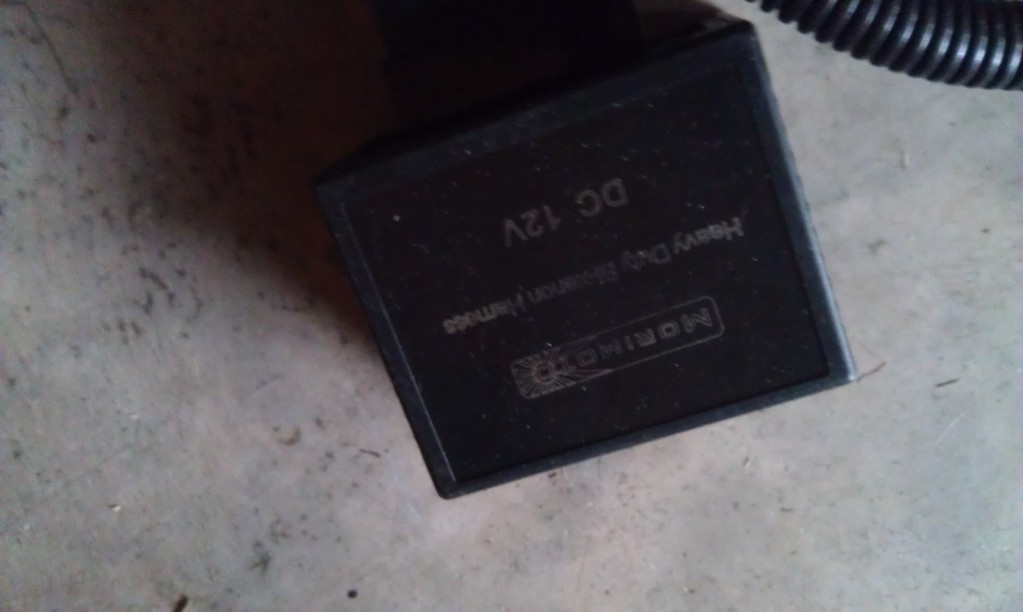 MORIMOTO
Heavy Duty Bi-xenon Harness
DC 12V